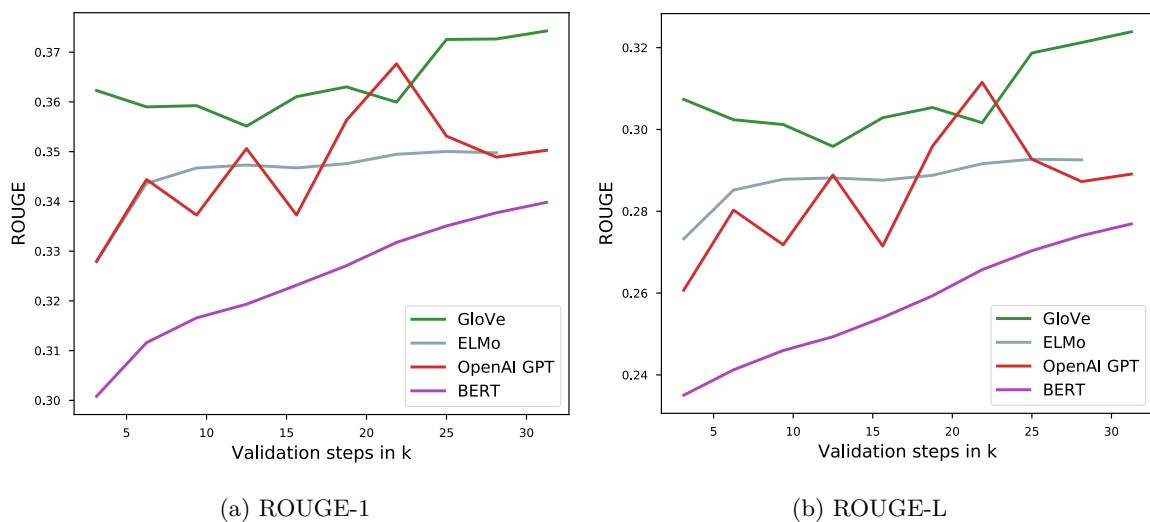 0.37
0.36
0.35
0.34
0.33
0.32
0.31
0.30
ROUGE
5 10 15 20 25 30
Validation steps in k
GloVe
ELMo
OpenAI GPT
BERT
(a) ROUGE-1
0.32
0.30
0.28
0.26
0.24
ROUGE
5 10 15 20 25 30
Validation steps in k
GloVe
ELMo
OpenAI GPT
BERT
(b) ROUGE-L